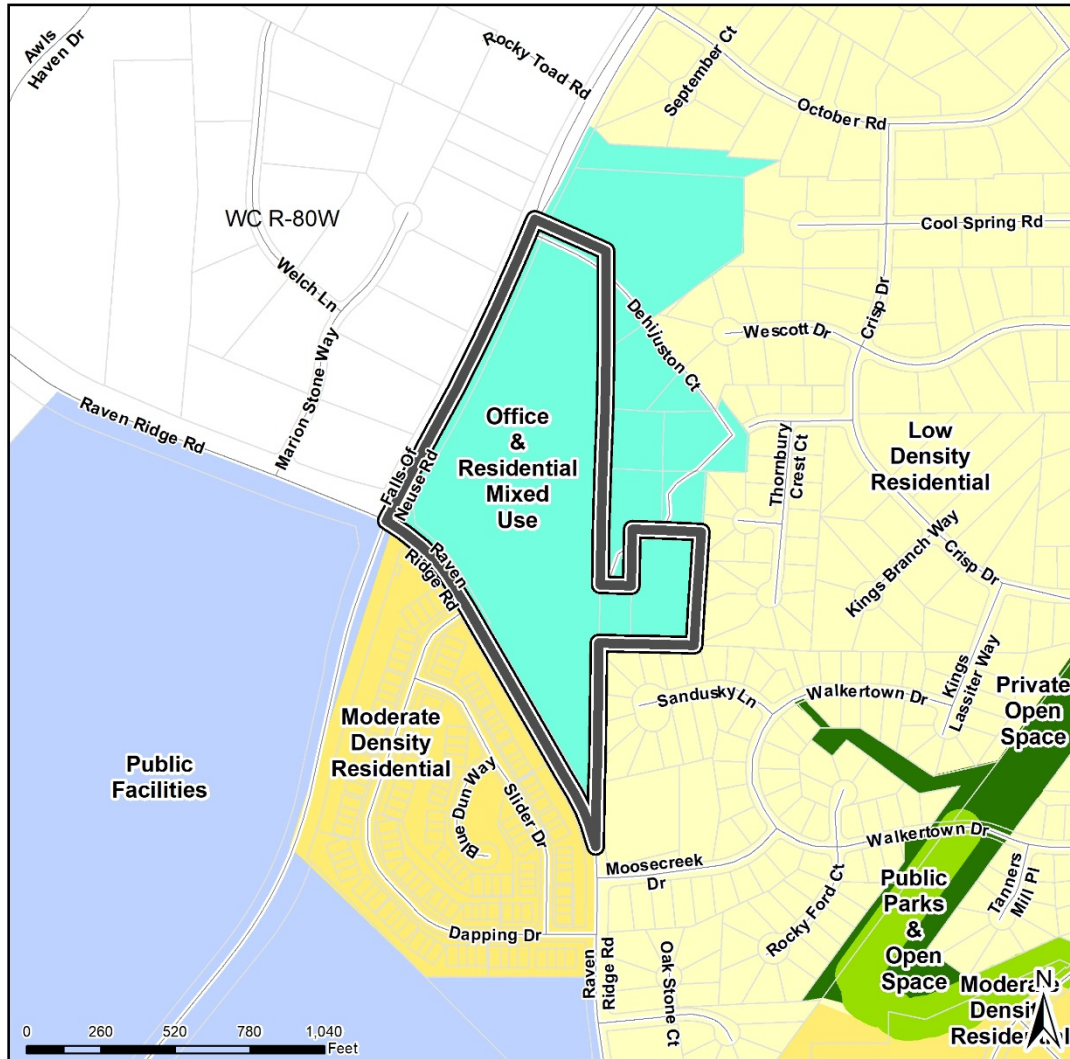 Awls
Haven Dr
Rocky Toad Rd
September Ct
October Rd
WC R-80W
Cool Spring Rd
Welch Ln
Marion Stone Way
Dehijuston Ct
Wescott Dr
Crisp Dr
Raven Ridge Rd
Office
&
Residential
Mixed
Use
Falls Of
Neuse Rd
Low
Density
Residential
Thornbury
Crest Ct
Kings Branch Way
Crisp Dr
Raven
Ridge Rd
Kings
Lassiter Way
Sandusky Ln
Walkertown Dr
Private
Open
Space
Moderate
Density
Residential
Public
Facilities
Blue Dun Way
Slider Dr
Walkertown Dr
Moosecreek
Dr
Rocky Ford Ct
Public
Parks
&
Open
Space
Tanners
Mill Pl
Dapping Dr
Raven
Ridge Rd
Oak Stone Ct
Moderate
Density
Residential
N
0 260 520 780 1,040
Feet